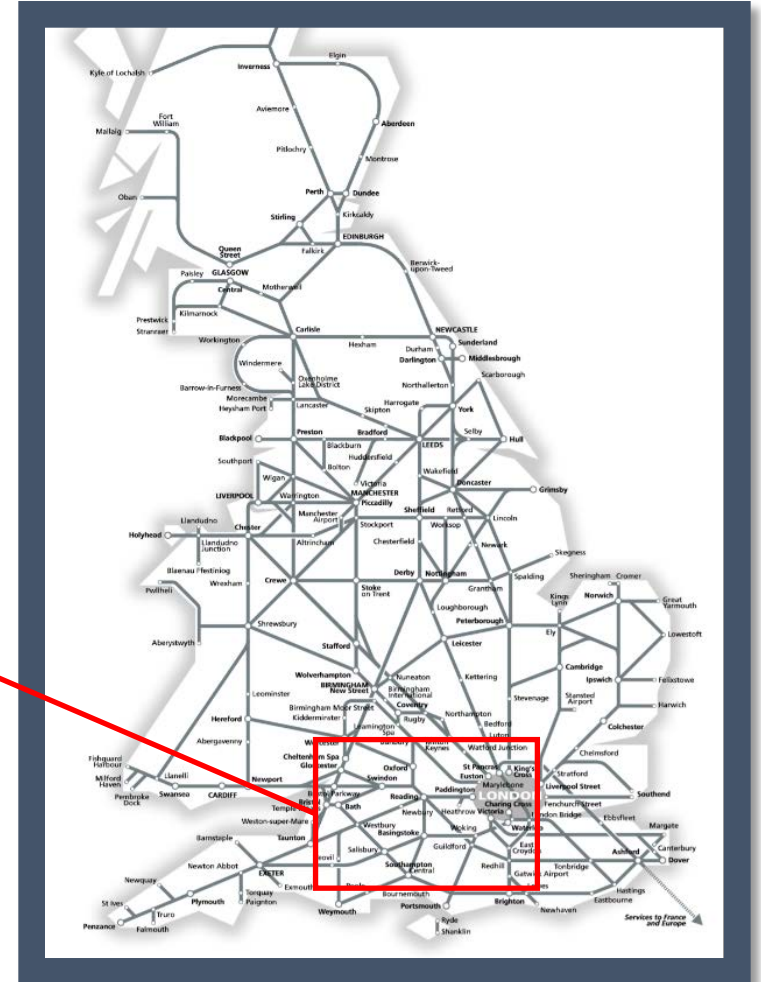 Elgin
Inverness
Kyle of Lochalsh
Aviemore
Fort
William
Mallaig
Aberdeen
Pitlochry
Montrose
Perth
Dundee
Oban
Stirling
Kirkcaldy
EDINBURGH
Queen
Street
Falkirk
Berwick-
upon-Tweed
Paisley
GLASGOW
Central
Motherwell
Prestwick
Kilmarnock
Stranraer
Carlisle
NEWCASTLE
Workington
Hexham
Durham
Sunderland
Darlington
Middlesbrough
Windermere
Oxenholme
Lake District
Scarborough
Barrow-in-Furness
Northallerton
Morecambe
Lancaster
Harrogate
Heysham Port
Skipton
York
Blackpool
Preston
Bradford
Selby
Blackburn
LEEDS
Hull
Southport
Huddersfield
Bolton
Wakefield
Wigan
Victoria
Doncaster
LIVERPOOL
Warrington
MANCHESTER
Piccadilly
Grimsby
Manchester
Airport
Sheffield
Retford
Llandudno
Stockport
Worksop
Lincoln
Holyhead
Chester
Llandudno
Junction
Altrincham
Chesterfield
Newark
Skegness
Blaenau Ffestiniog
Derby
Nottingham
Pwllheli
Wrexham
Crewe
Stoke
on Trent
Grantham
Spalding
Sheringham
Cromer
Kings
Lynn
Norwich
Great
Yarmouth
Loughborough
Shrewsbury
Peterborough
Ely
Lowestoft
Aberystwyth
Stafford
Leicester
Cambridge
Wolverhampton
Nuneaton
Kettering
Ipswich
Felixstowe
BIRMINGHAM
New Street
Birmingham
International
Leominster
Stevenage
Stansted
Airport
Harwich
Birmingham Moor Street
Coventry
Hereford
Kidderminster
Rugby
Northampton
Leamington
Spa
Bedford
Colchester
Abergavenny
Luton
Keynes
Watford Junction
Chelmsford
Fishguard
Harbour
Cheltenham Spa
Gloucester
Oxford
St Pancras
King's
Cross
Milford
Haven
Llanelli
Newport
Swindon
Euston
Stratford
Marylebone
Pembroke
Dock
Swansea
CARDIFF
Parkway
Reading
Paddington
LONDON
Liverpool Street
Southend
Bristol
Bath
Charing Cross
Fenchurch Street
Newbury
Heathrow
Victoria
Ebbsfleet
Weston-super-Mare
Westbury
Waterloo
Margate
Barnstaple
Basingstoke
Woking
East
Croydon
Taunton
Salisbury
Guildford
Canterbury
Newton Abbot
Redhill
Tonbridge
Ashford
Dover
EXETER
Southampton
Central
Gatwick Airport
Newquay
Exmouth
Hastings
Torquay
Paignton
Bournemouth
Eastbourne
St Ives
Plymouth
Weymouth
Portsmouth
Brighton
Newhaven
Truro
Ryde
Services to France
and Europe
Penzance
Falmouth
Shanklin